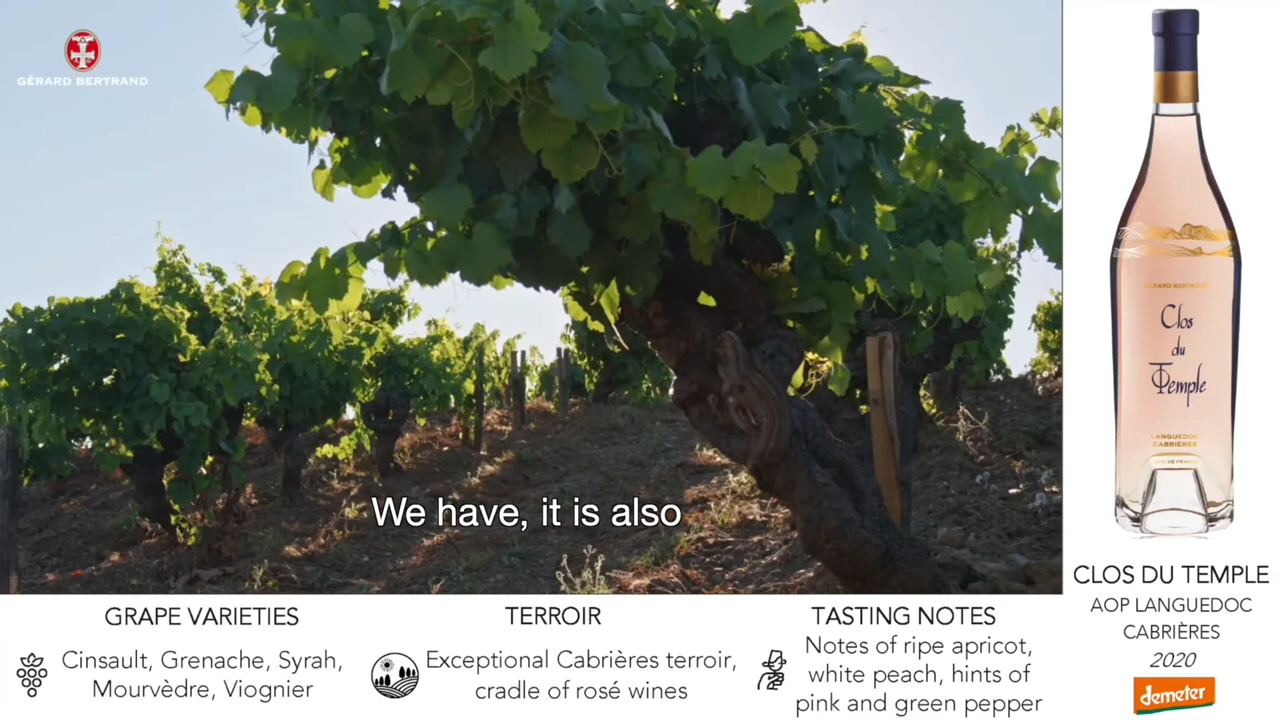 GÉRARD BERTRAND
We have, it is also
GÉRARD BERTRAND
Clos
du
Temple
LANGUEDOC
CABRIÈRES
CLOS DU TEMPLE
AOP LANGUEDOC
CABRIÈRES
2020
demeter
GRAPE VARIETIES
Cinsault, Grenache, Syrah,
Mourvèdre, Viognier
TERROIR
Exceptional Cabrières terroir,
cradle of rosé wines
TASTING NOTES
Notes of ripe apricot,
white peach, hints of
pink and green pepper